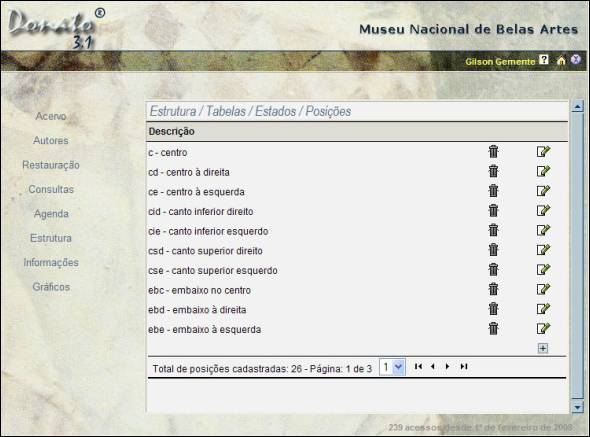 Donato®
3.1
Museu Nacional de Belas Artes
Gilson Gemente ? X
Acervo
Autores
Restauração
Consultas
Agenda
Estrutura
Informações
Gráficos
Estrutura / Tabelas / Estados / Posições
Descrição
c - centro
cd - centro à direita
ce - centro à esquerda
cid - canto inferior direito
cie - canto inferior esquerdo
csd - canto superior direito
cse - canto superior esquerdo
ebc - embaixo no centro
ebd - embaixo à direita
ebe - embaixo à esquerda
Total de posições cadastradas: 26 - Página: 1 de 3 1
239 acessos desde 1º de fevereiro de 2008